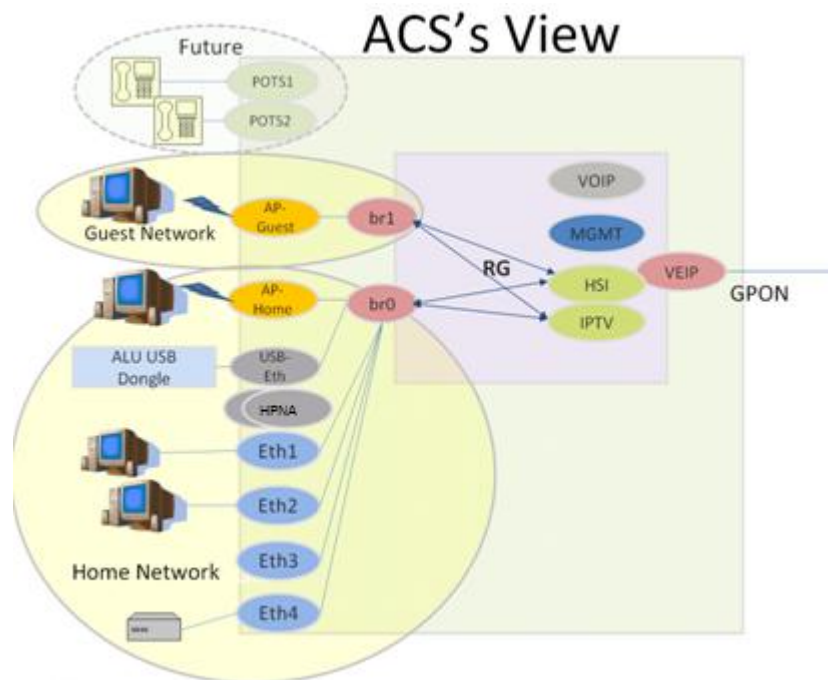 ACS's View
Future
POTS1
POTS2
Guest Network
AP-
Guest
br1
VOIP
MGMT
RG
HSI
VEIP
GPON
IPTV
AP-
Home
br0
ALU USB
Dongle
USB-
Eth
HPNA
Eth1
Eth2
Eth3
Home Network
Eth4